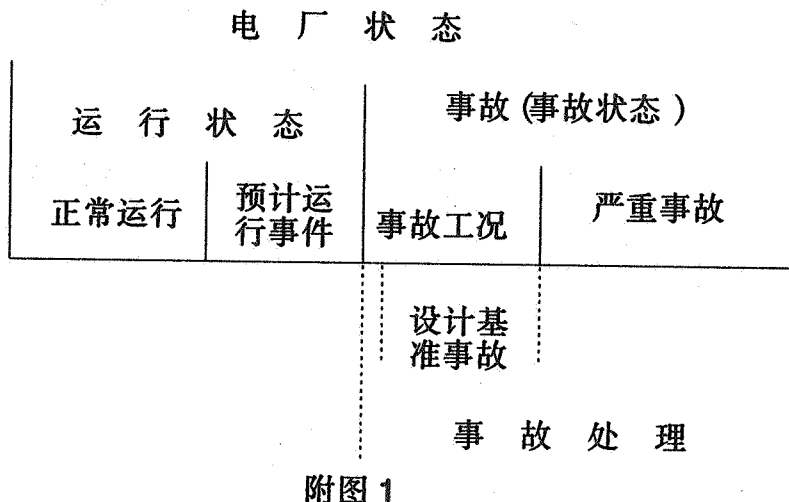 电厂状态
运行状态
事故(事故状态)
正常运行
预计运
行事件
事故工况
严重事故
设计基
准事故
事故处理
附图1